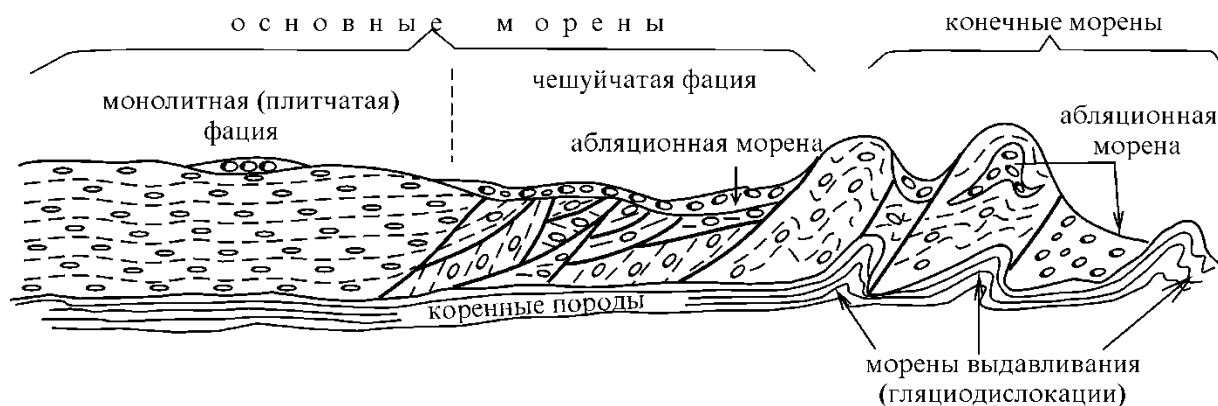 основные морены
конечные морены
чешуйчатая фация
монолитная (плитчатая)
фация
абляционная морена
абляционная
морена
коренные породы
морены выдавливания
(гляциодислокации)